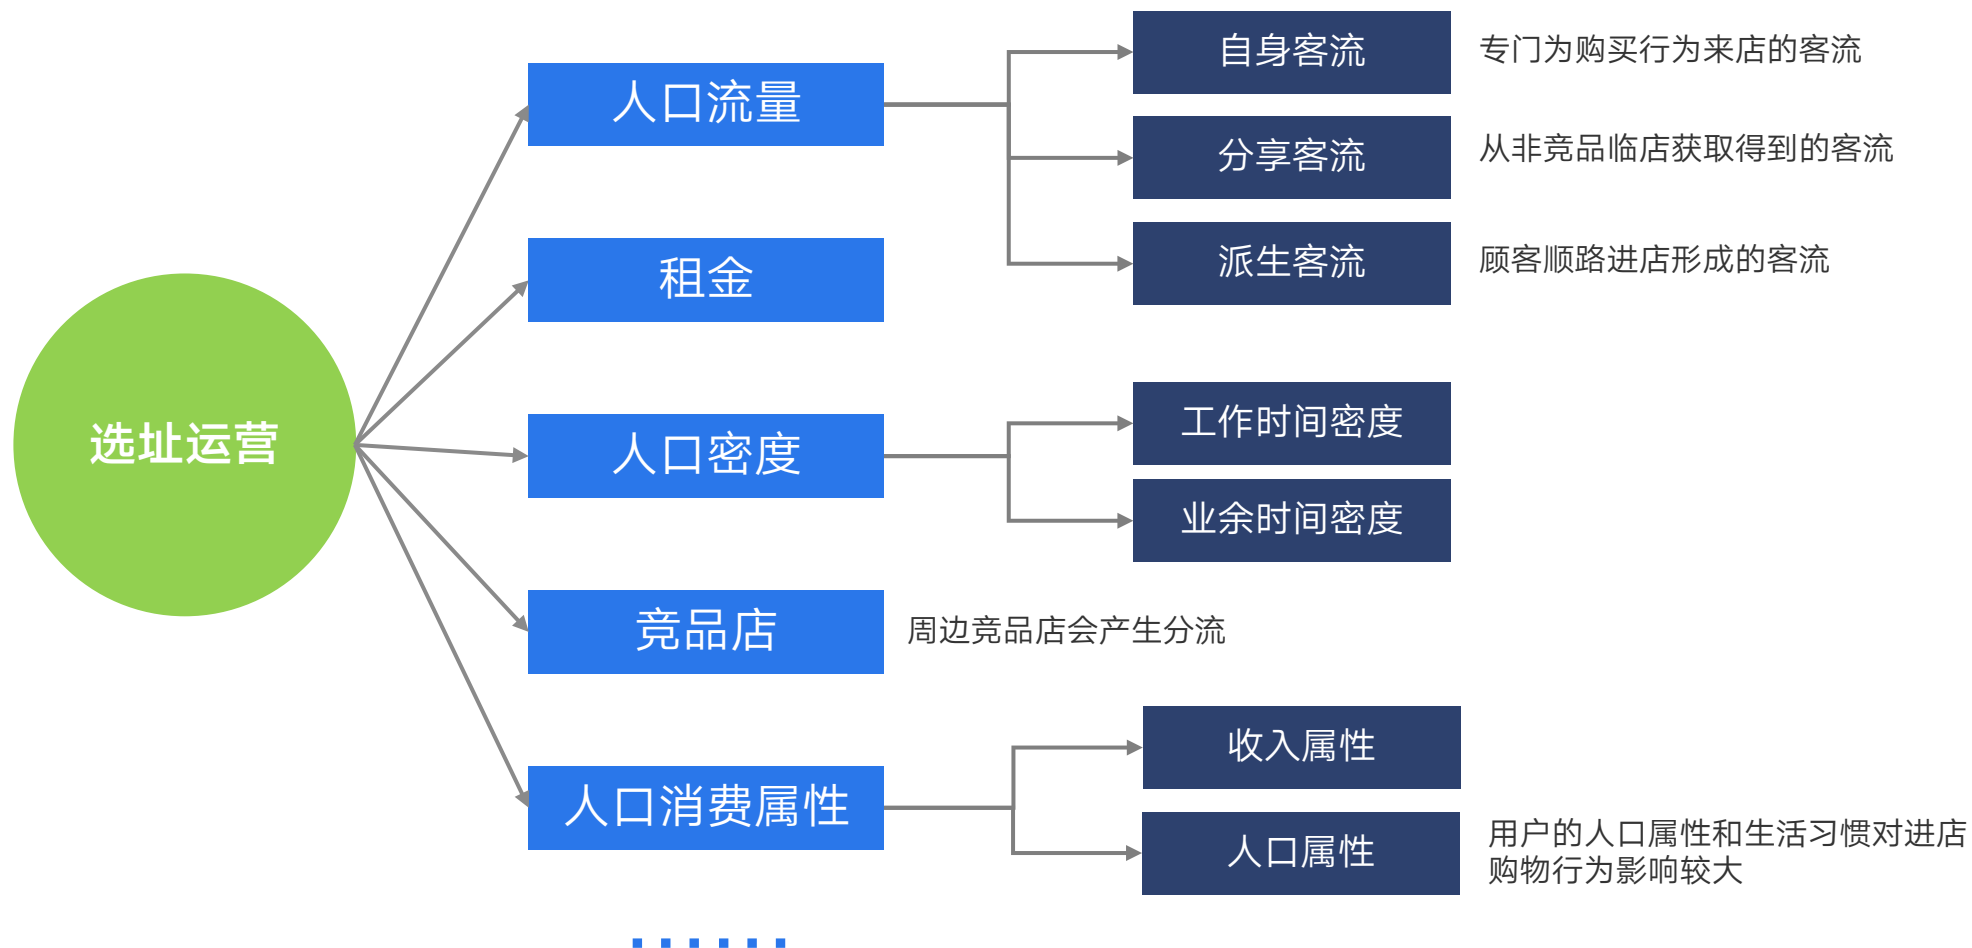 选址运营
人口流量
自身客流
专门为购买行为来店的客流
分享客流
从非竞品临店获取得到的客流
派生客流
顾客顺路进店形成的客流
租金
人口密度
工作时间密度
业余时间密度
竞品店
周边竞品店会产生分流
人口消费属性
收入属性
人口属性
用户的人口属性和生活习惯对进店
购物行为影响较大
......